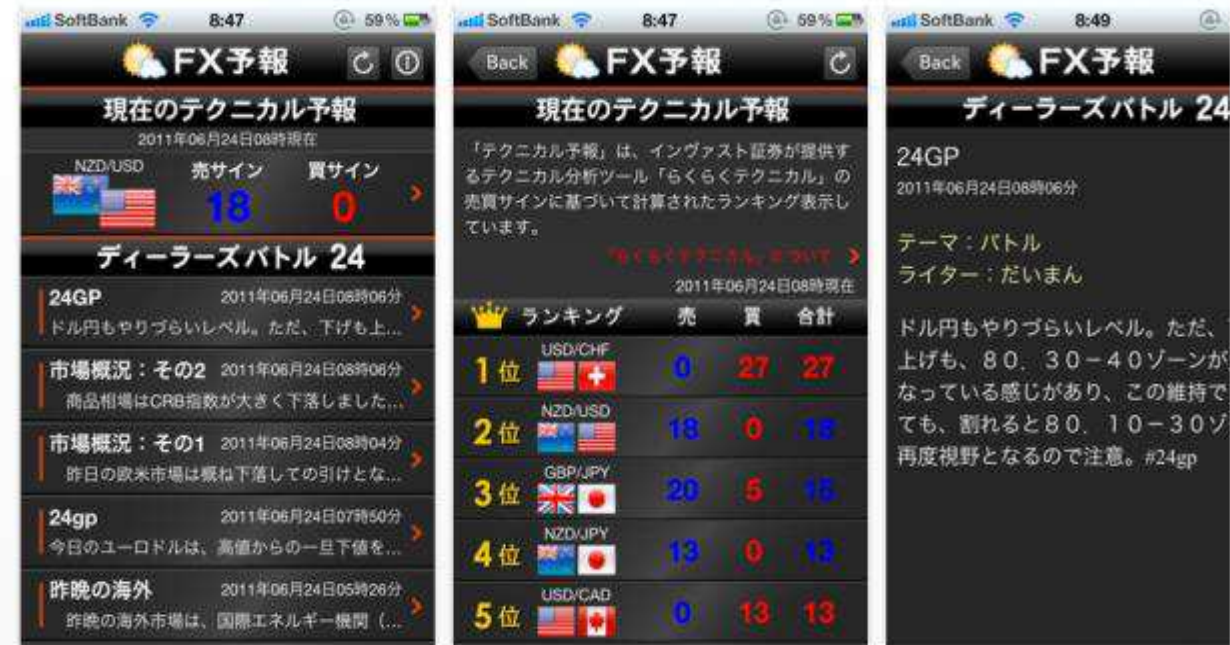 SoftBank 8:47 59%
FX予報
現在のテクニカル予報
2011年06月24日08時現在
NZD/USD 売サイン 買サイン
18 0
ディーラーズバトル 24
24GP 2011年06月24日08時06分
ドル円もやりづらいレベル。ただ、下げも上...
市場概況:その2 2011年06月24日08時06分
商品相場はCRB指数が大きく下落しました...
市場概況:その1 2011年06月24日08時04分
昨日の欧米市場は概ね下落しての引けとな...
24gp 2011年06月24日07時50分
今日のユーロドルは、高値からの一旦下値を...
昨晩の海外 2011年06月24日05時26分
昨晩の海外市場は、国際エネルギー機関(...
SoftBank 8:47 59%
Back FX予報
現在のテクニカル予報
「テクニカル予報」は、インヴァスト証券が提供す
るテクニカル分析ツール「らくらくテクニカル」の
売買サインに基づいて計算されたランキング表示し
ています。
「らくらくテクニカル」について
2011年06月24日08時現在
ランキング 売 買 合計
1位 USD/CHF 0 27 27
2位 NZD/USD 18 0 18
3位 GBP/JPY 20 5 15
4位 NZD/JPY 13 0 13
5位 USD/CAD 0 13 13
SoftBank 8:49
Back FX予報
ディーラーズバトル 24
24GP
2011年06月24日08時06分
テーマ:バトル
ライター:だいまん
ドル円もやりづらいレベル。ただ、
上げも、80.30-40ゾーンか
なっている感じがあり、この維持で
ても、割れると80.10-30ゾ
再度視野となるので注意。#24gp